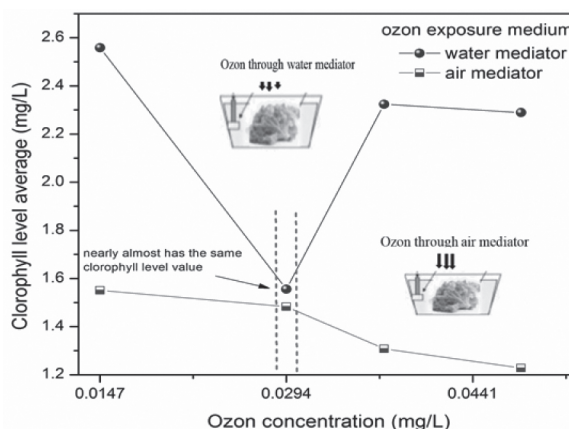 ozon exposure medium
water mediator
air mediator
Ozon through water mediator
nearly almost has the same
clorophyll level value
Ozon through air mediator
Clorophyll level average (mg/L)
2.6
2.4
2.2
2.0
1.8
1.6
1.4
1.2
0.0147
0.0294
0.0441
Ozon concentration (mg/L)